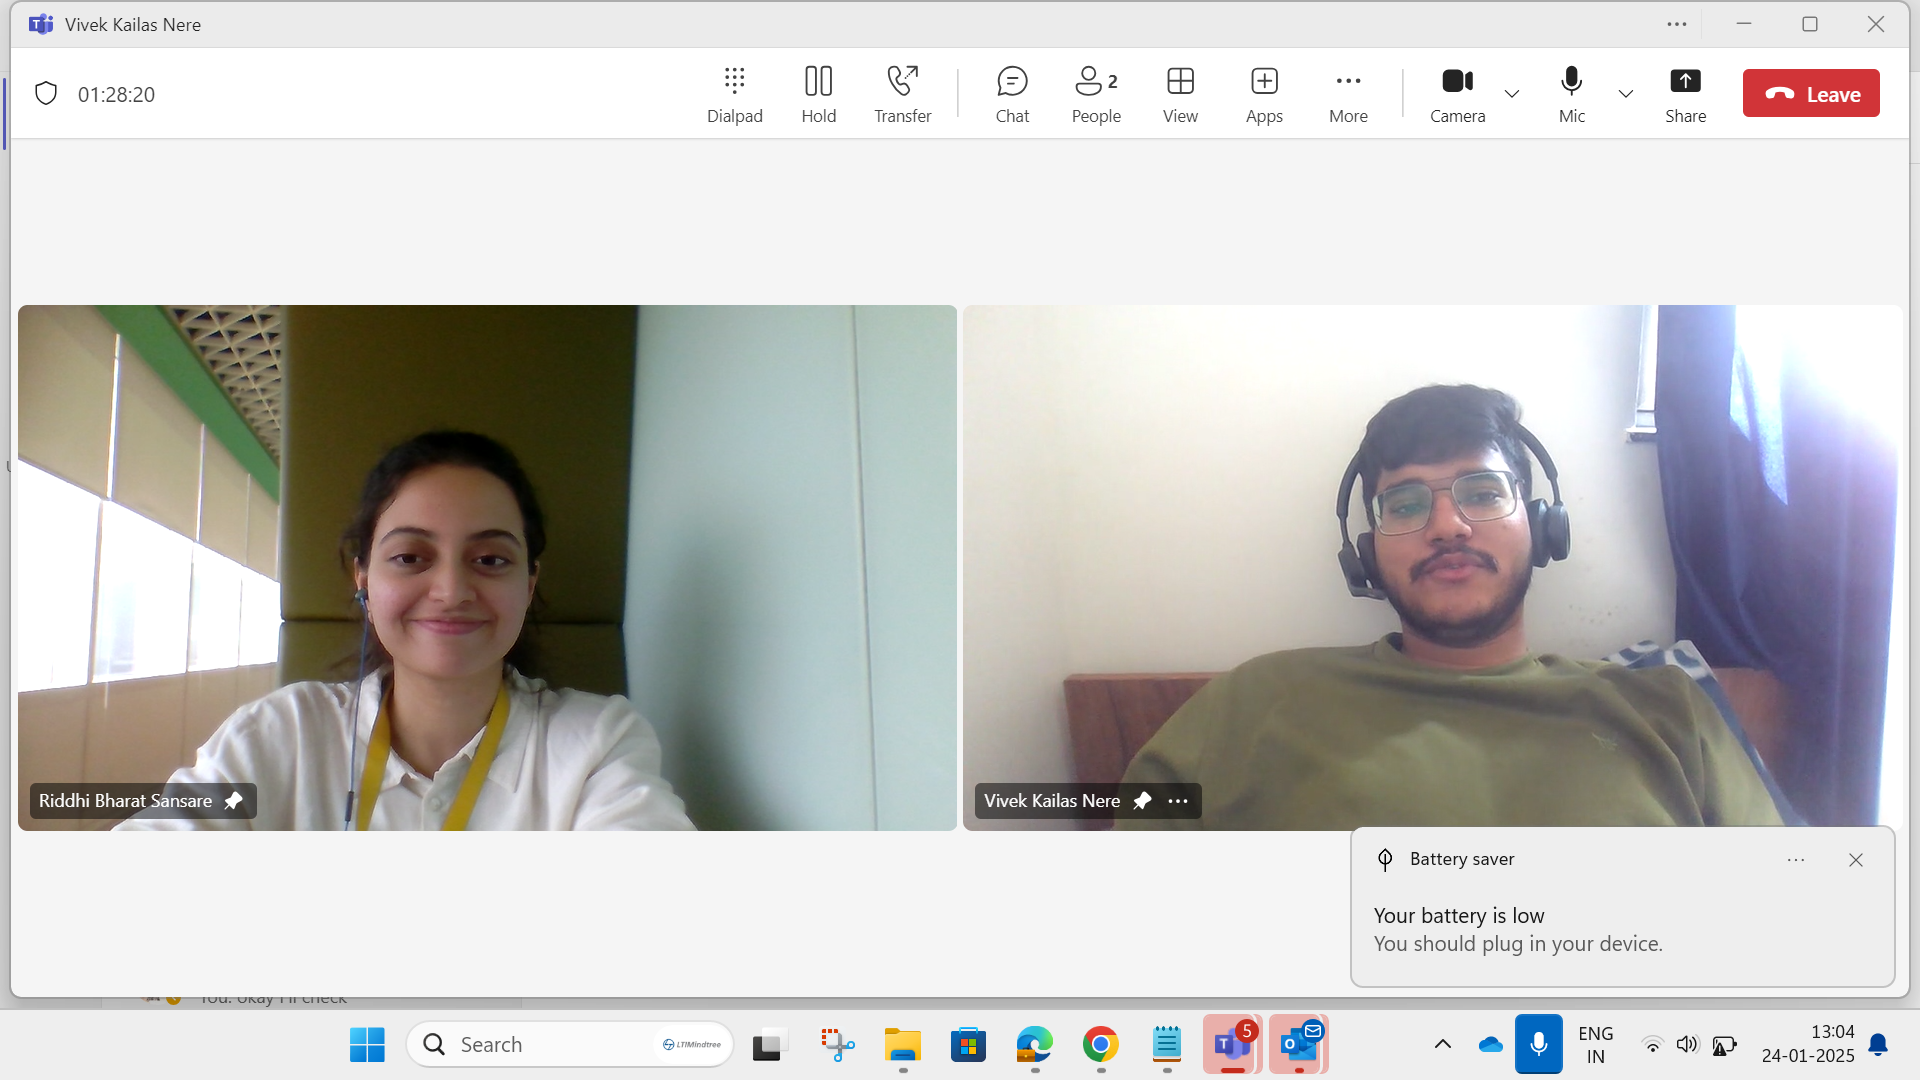 Vivek Kailas Nere
01:28:20
Dialpad
Hold
Transfer
Chat
2
People
View
Apps
More
Camera
Mic
Share
Leave
Riddhi Bharat Sansare
Vivek Kailas Nere
Battery saver
Your battery is low
You should plug in your device.
You: okay I'll check
Search
LTIMindtree
5
ENG
IN
13:04
24-01-2025